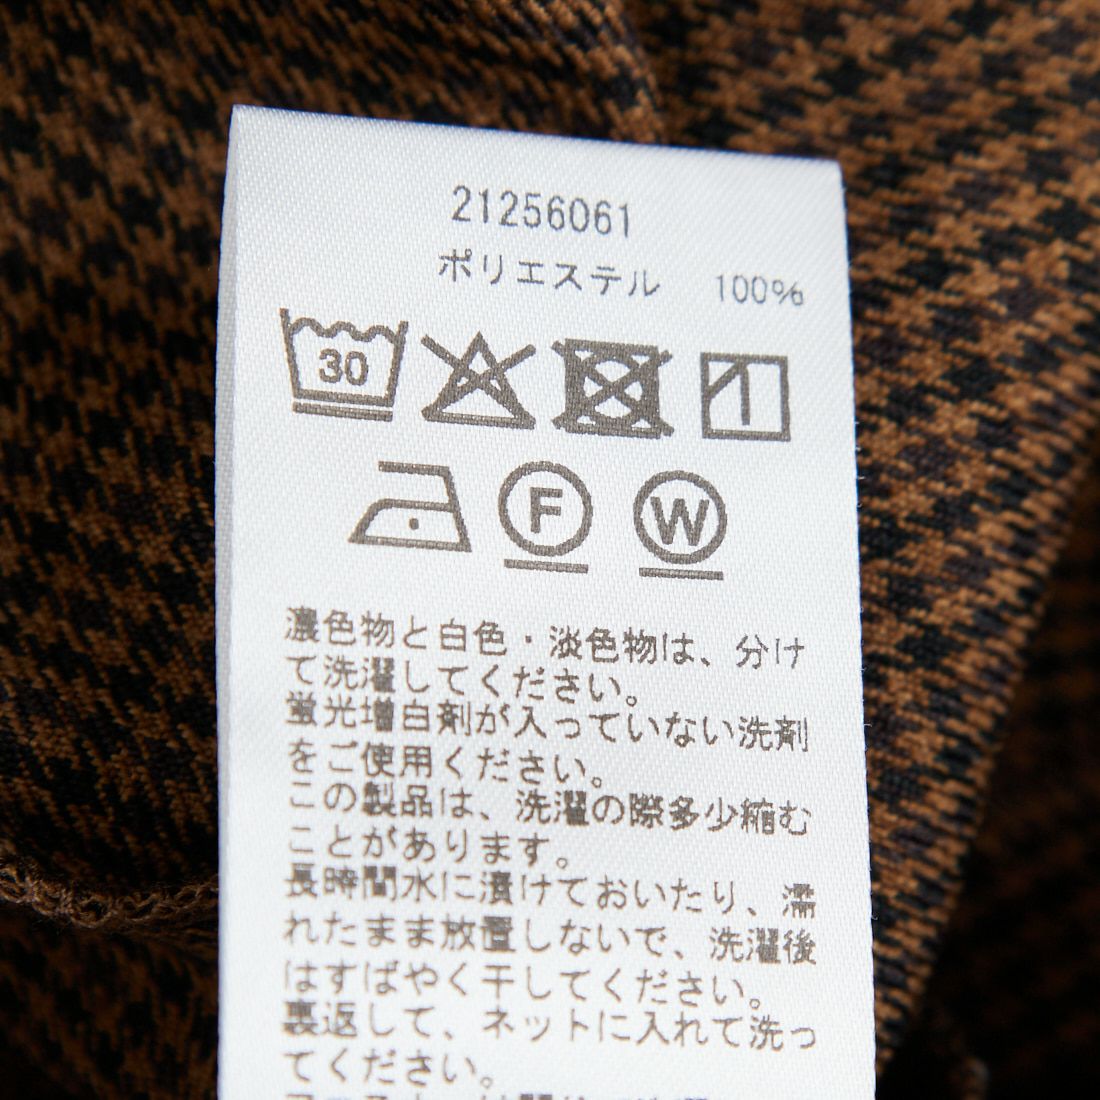 21256061
ポリエステル 100%
30
F W
濃色物と白色・淡色物は、分け
て洗濯してください。
蛍光増白剤が入っていない洗剤
をご使用ください。
この製品は、洗濯の際多少縮む
ことがあります。
長時間水に漬けておいたり、濡
れたまま放置しないで、洗濯後
はすばやく干してください。
裏返して、ネットに入れて洗っ
てください。